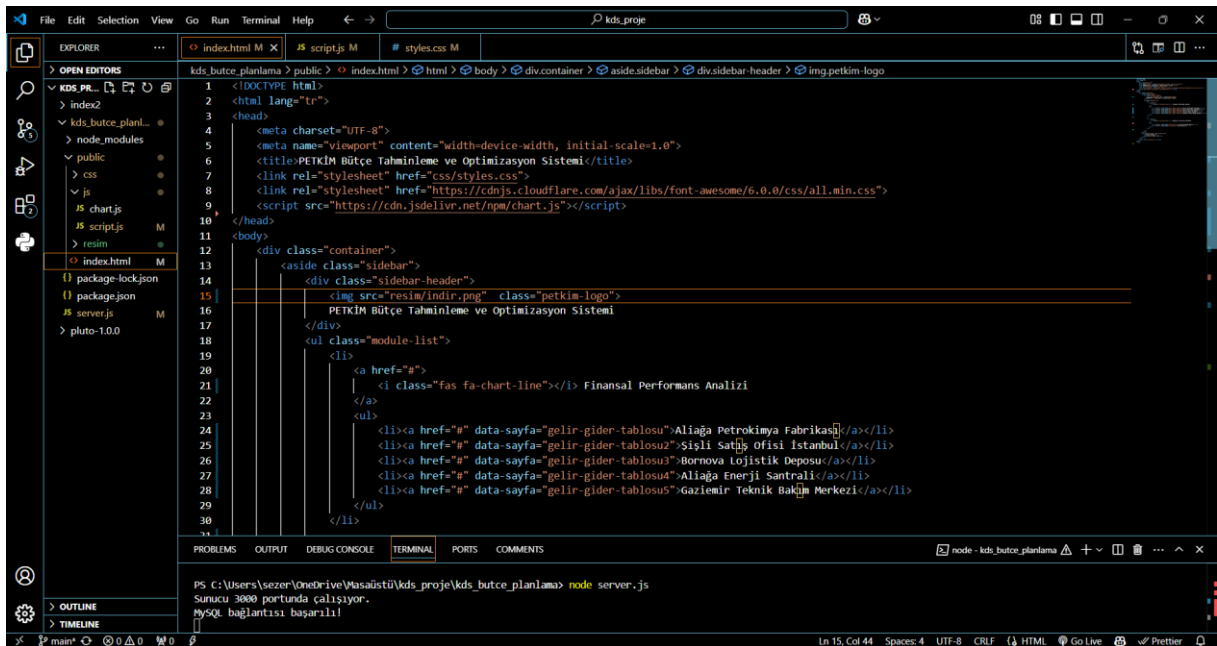 File Edit Selection View Go Run Terminal Help
kds_proje
EXPLORER
index.html M
JS script.js M
# styles.css M
OPEN EDITORS
kds_butce_planlama > public > index.html > html > body > div.container > aside.sidebar > div.sidebar-header > img.petkim-logo
KDS_PR...
index2
kds_butce_planl...
node_modules
public
css
js
JS chart.js
JS script.js M
resim
index.html M
{} package-lock.json
{} package.json
JS server.js M
pluto-1.0.0
OUTLINE
TIMELINE
1 <!DOCTYPE html>
2 <html lang="tr">
3 <head>
4 <meta charset="UTF-8">
5 <meta name="viewport" content="width=device-width, initial-scale=1.0">
6 <title>PETKİM Bütçe Tahminleme ve Optimizasyon Sistemi</title>
7 <link rel="stylesheet" href="css/styles.css">
8 <link rel="stylesheet" href="https://cdnjs.cloudflare.com/ajax/libs/font-awesome/6.0.0/css/all.min.css">
9 <script src="https://cdn.jsdelivr.net/npm/chart.js"></script>
10 </head>
11 <body>
12 <div class="container">
13 <aside class="sidebar">
14 <div class="sidebar-header">
15 <img src="resim/indir.png" class="petkim-logo">
16 PETKİM Bütçe Tahminleme ve Optimizasyon Sistemi
17 </div>
18 <ul class="module-list">
19 <li>
20 <a href="#">
21 <i class="fas fa-chart-line"></i> Finansal Performans Analizi
22 </a>
23 <ul>
24 <li><a href="#" data-sayfa="gelir-gider-tablosu">Aliağa Petrokimya Fabrikası</a></li>
25 <li><a href="#" data-sayfa="gelir-gider-tablosu2">Şişli Satış Ofisi İstanbul</a></li>
26 <li><a href="#" data-sayfa="gelir-gider-tablosu3">Bornova Lojistik Deposu</a></li>
27 <li><a href="#" data-sayfa="gelir-gider-tablosu4">Aliağa Enerji Santrali</a></li>
28 <li><a href="#" data-sayfa="gelir-gider-tablosu5">Gaziemir Teknik Bakım Merkezi</a></li>
29 </ul>
30 </li>
31
PROBLEMS OUTPUT DEBUG CONSOLE TERMINAL PORTS COMMENTS
node - kds_butce_planlama
PS C:\Users\sezer\OneDrive\Masaüstü\kds_proje\kds_butce_planlama> node server.js
Sunucu 3000 portunda çalışıyor.
MySQL bağlantısı başarılı!
main* 0 0 0
Ln 15, Col 44 Spaces: 4 UTF-8 CRLF {} HTML Go Live Prettier